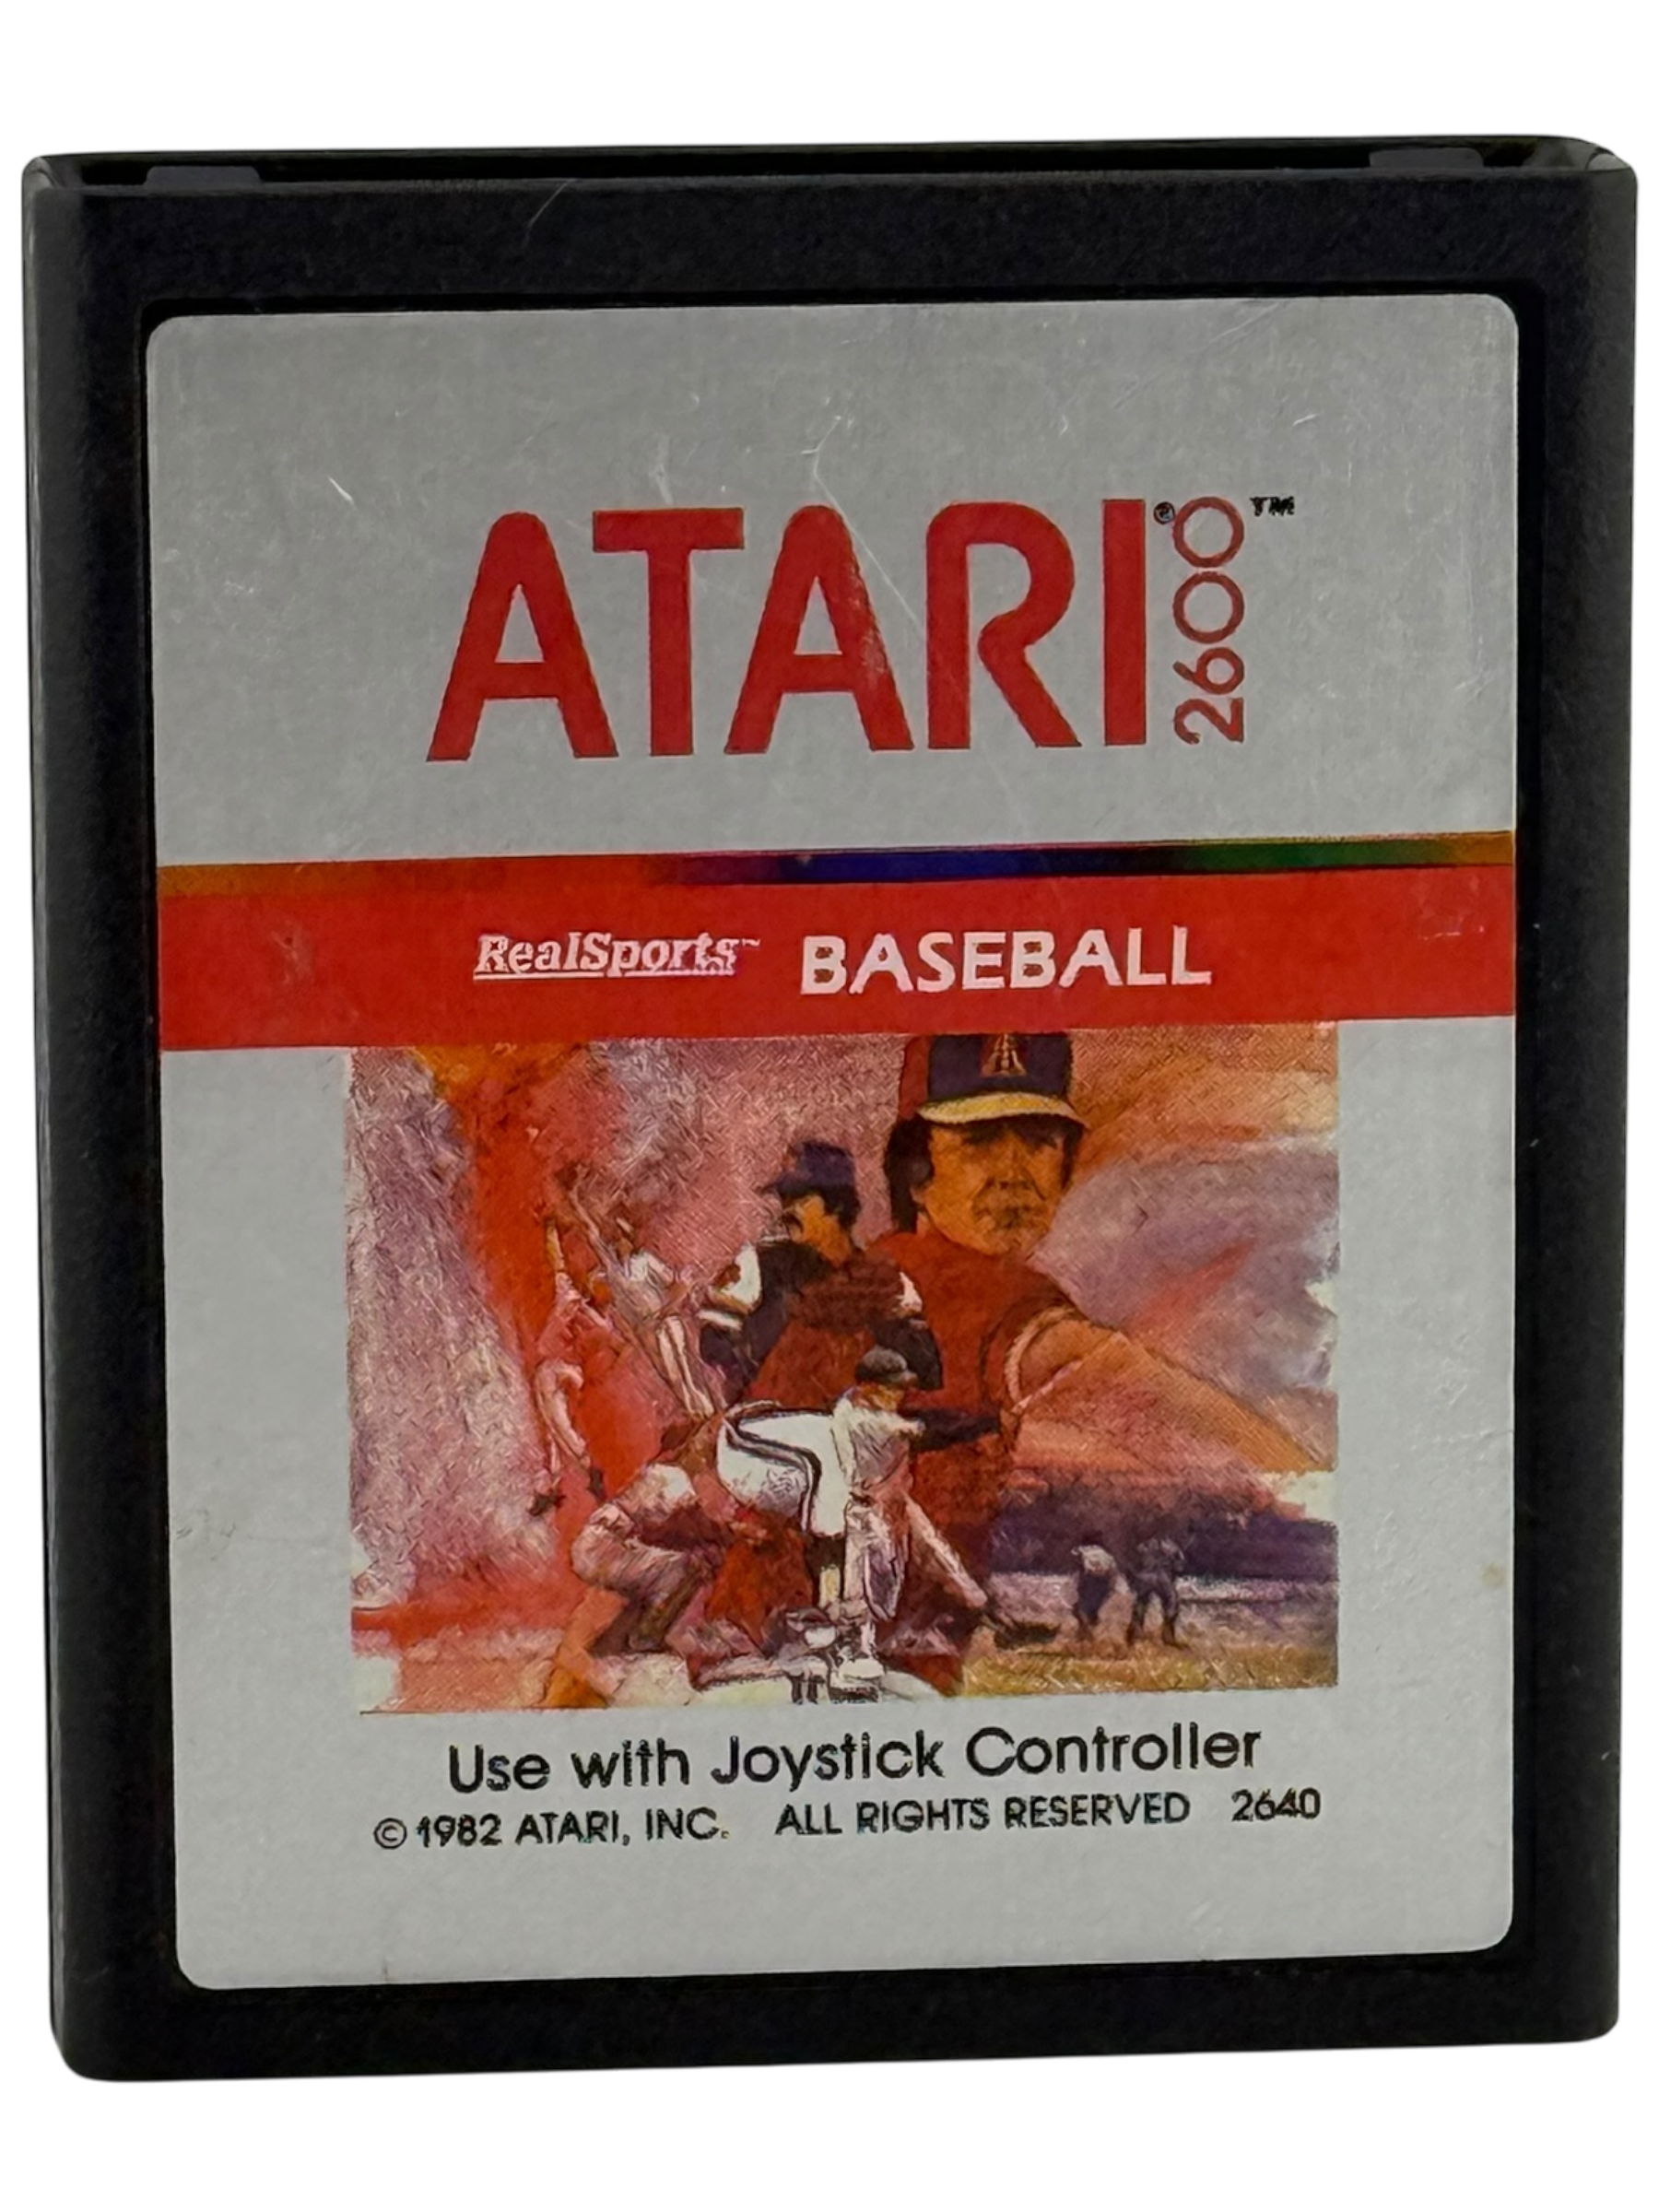 ATARI® 2600™
RealSports™ BASEBALL
Use with Joystick Controller
© 1982 ATARI, INC. ALL RIGHTS RESERVED 2640